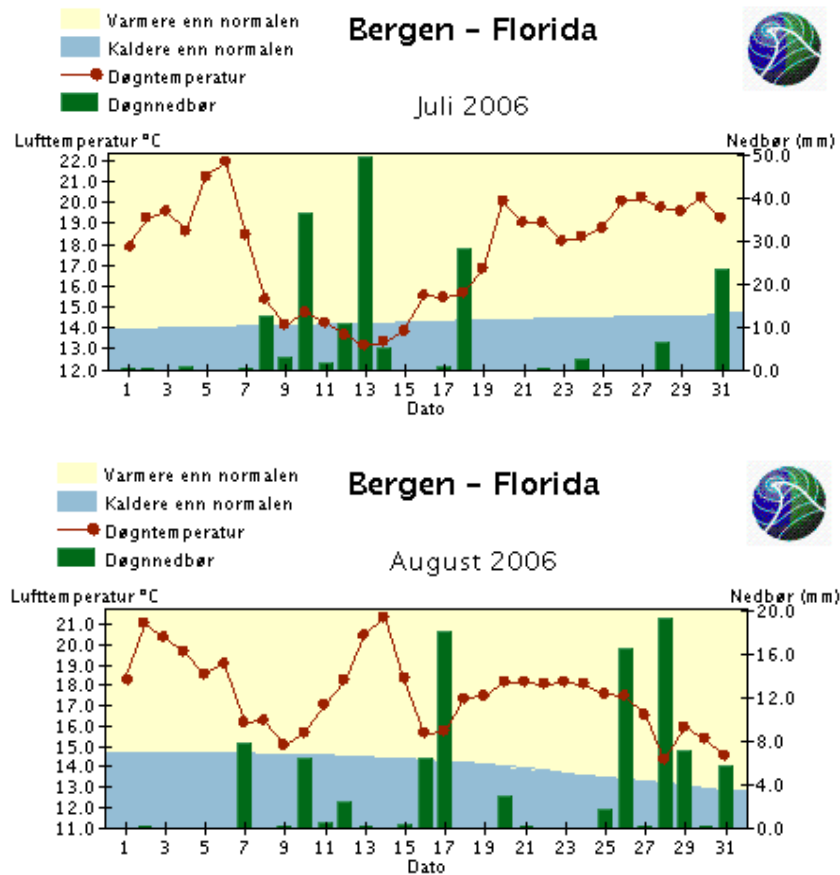 Varmere enn normalen
Kaldere enn normalen
Døgntemperatur
Døgnnedbør
Bergen – Florida
Juli 2006
Lufttemperatur °C
Nedbør (mm)
22.0
21.0
20.0
19.0
18.0
17.0
16.0
15.0
14.0
13.0
12.0
50.0
40.0
30.0
20.0
10.0
0.0
1 3 5 7 9 11 13 15 17 19 21 23 25 27 29 31
Dato
Varmere enn normalen
Kaldere enn normalen
Døgntemperatur
Døgnnedbør
Bergen – Florida
August 2006
Lufttemperatur °C
Nedbør (mm)
21.0
20.0
19.0
18.0
17.0
16.0
15.0
14.0
13.0
12.0
11.0
20.0
16.0
12.0
8.0
4.0
0.0
1 3 5 7 9 11 13 15 17 19 21 23 25 27 29 31
Dato